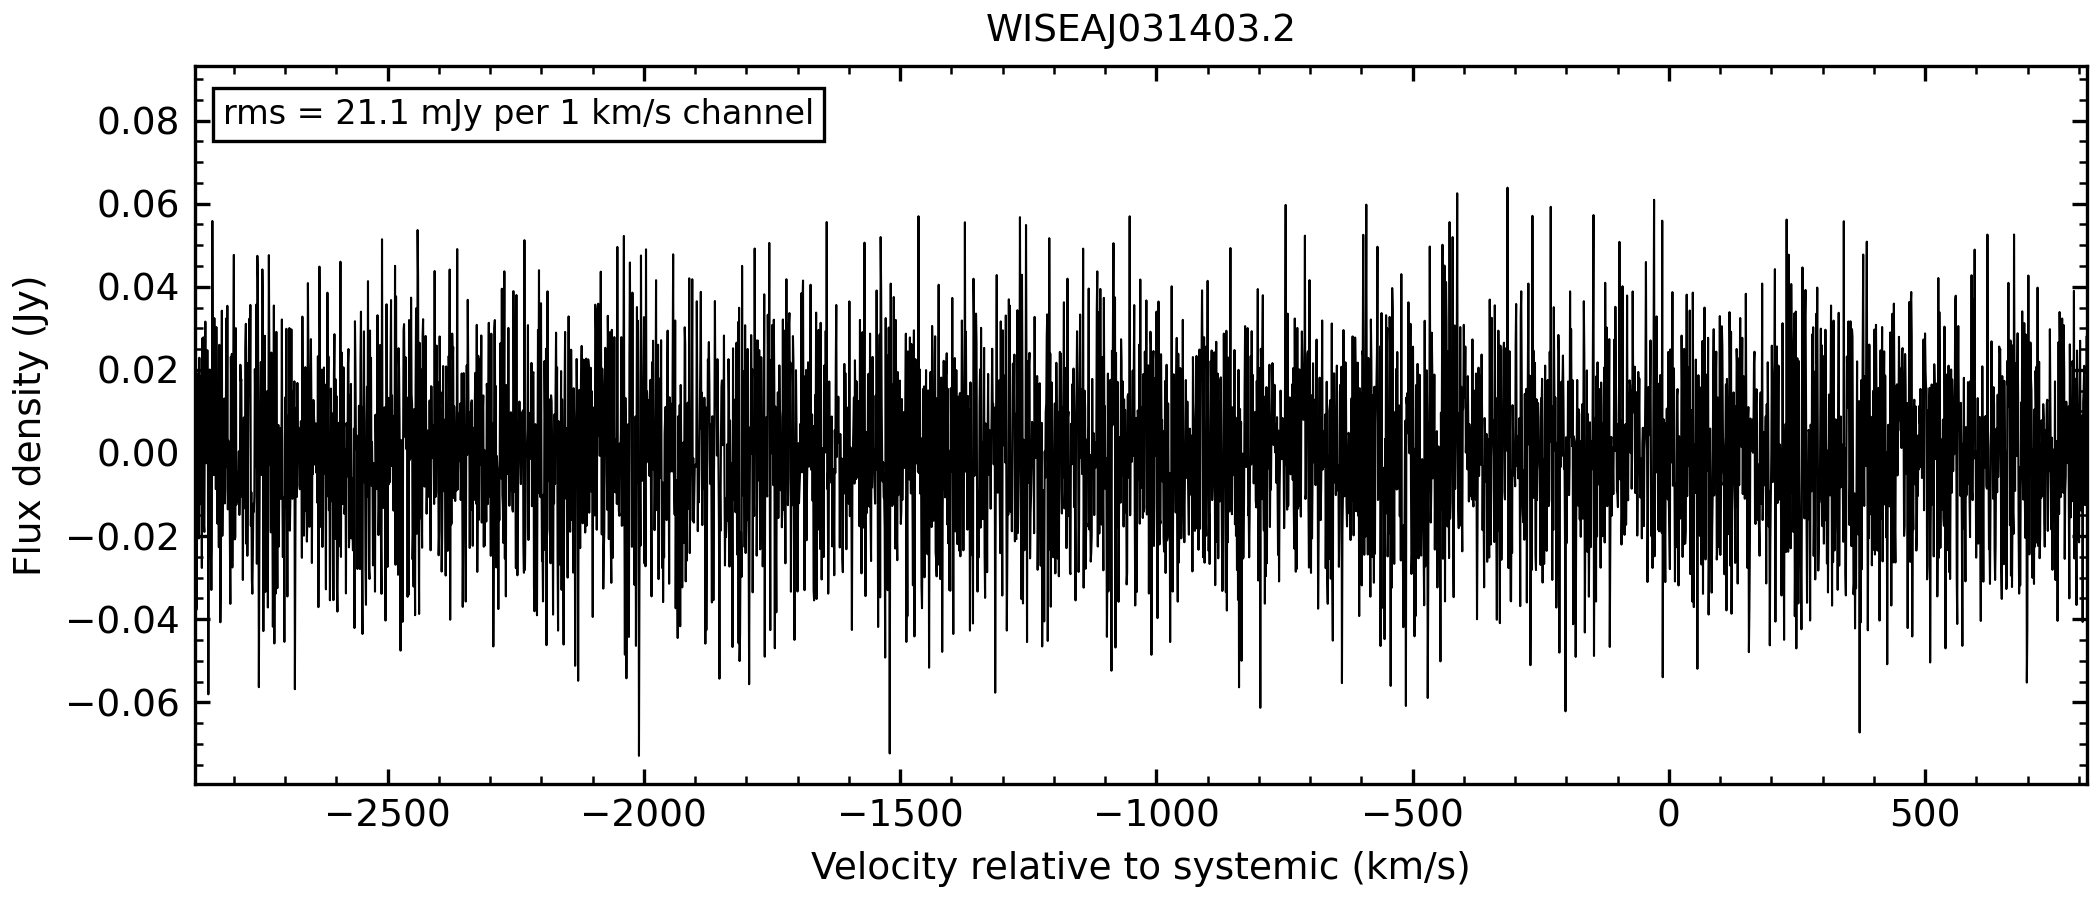 WISEAJ031403.2
rms = 21.1 mJy per 1 km/s channel
0.08
0.06
0.04
0.02
0.00
−0.02
−0.04
−0.06
Flux density (Jy)
−2500 −2000 −1500 −1000 −500 0 500
Velocity relative to systemic (km/s)